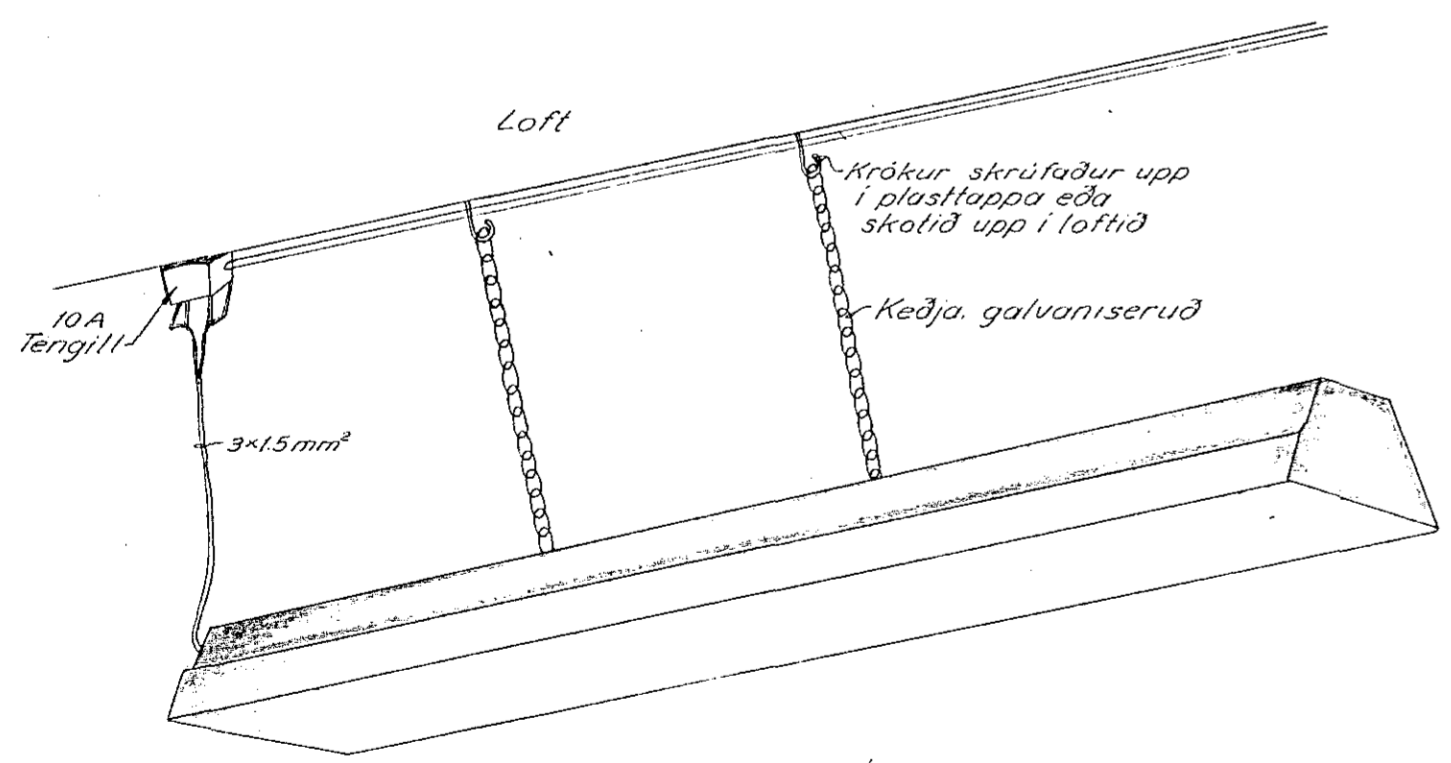 Loft
Krókur skrúfaður upp
í plasttappa eða
skotið upp í loftið
Keðja. galvaniseruð
10A
Tengill
3×1.5mm²